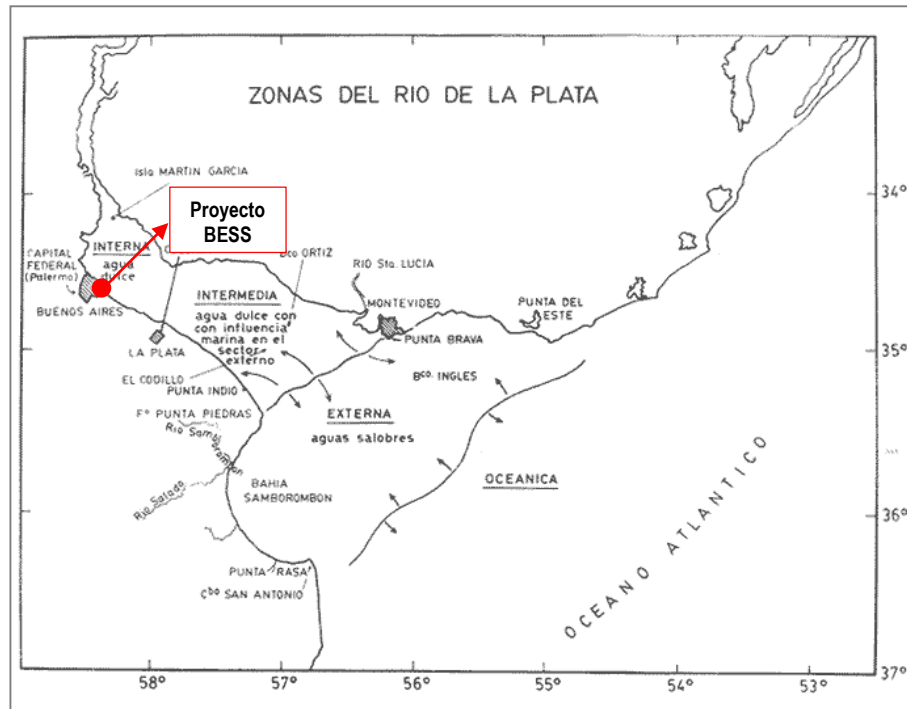 ZONAS DEL RIO DE LA PLATA
Isla MARTIN GARCIA
34°
Proyecto
BESS
INTERNA
agua
dulce
CAPITAL
FEDERAL
(Palermo)
BUENOS AIRES
Bco ORTIZ
RIO Sta. LUCIA
INTERMEDIA
agua dulce con
con influencia
marina en el
sector
externo
MONTEVIDEO
PUNTA DEL
ESTE
PUNTA BRAVA
LA PLATA
35°
EL CODILLO
PUNTA INDIO
Bco. INGLES
Fº PUNTA PIEDRAS
EXTERNA
aguas salobres
OCEANICA
Rio Salado
BAHIA
SAMBOROMBON
36°
PUNTA RASA
Cbo SAN ANTONIO
OCEANO ATLANTICO
37°
58°
57°
56°
55°
54°
53°